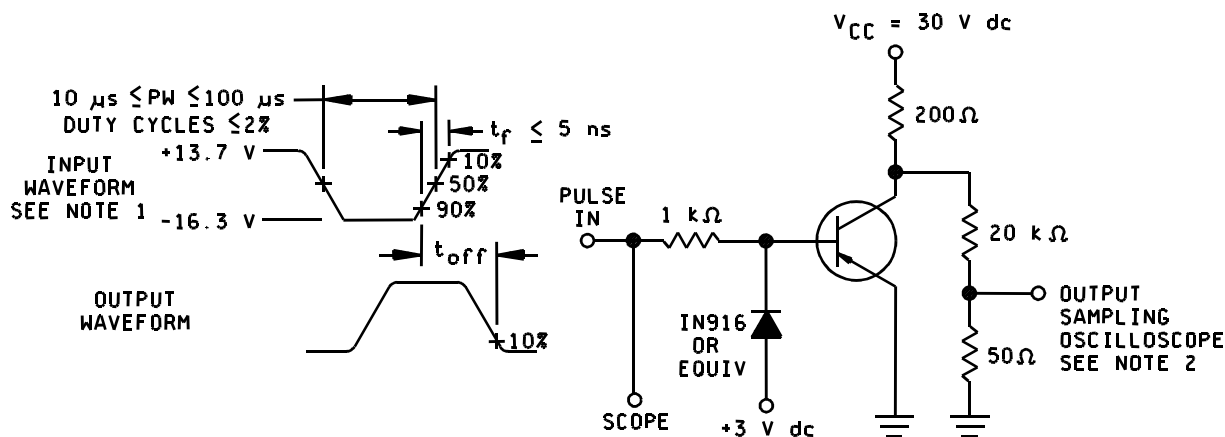 V_CC = 30 V dc
10 µs ≤PW ≤100 µs
DUTY CYCLES ≤2%
t_f ≤ 5 ns
200Ω
+13.7 V
10%
INPUT
WAVEFORM
SEE NOTE 1
50%
90%
-16.3 V
PULSE
IN
1 kΩ
20 kΩ
t_off
OUTPUT
WAVEFORM
10%
IN916
OR
EQUIV
OUTPUT
SAMPLING
OSCILLOSCOPE
SEE NOTE 2
50Ω
SCOPE
+3 V dc